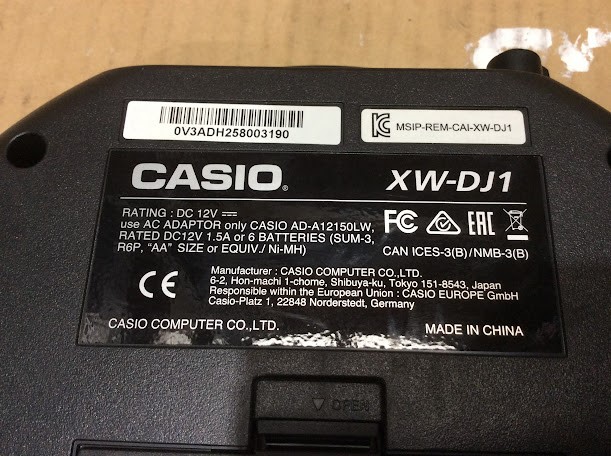 0V3ADH258003190
MSIP-REM-CAI-XW-DJ1
CASIO®
XW-DJ1
RATING : DC 12V
use AC ADAPTOR only CASIO AD-A12150LW,
RATED DC12V 1.5A or 6 BATTERIES (SUM-3,
R6P, "AA" SIZE or EQUIV./ Ni-MH)
FC EAC
CAN ICES-3(B)/NMB-3(B)
CE
Manufacturer : CASIO COMPUTER CO.,LTD.
6-2, Hon-machi 1-chome, Shibuya-ku, Tokyo 151-8543, Japan
Responsible within the European Union : CASIO EUROPE GmbH
Casio-Platz 1, 22848 Norderstedt, Germany
CASIO COMPUTER CO.,LTD.
MADE IN CHINA
▽ OPEN